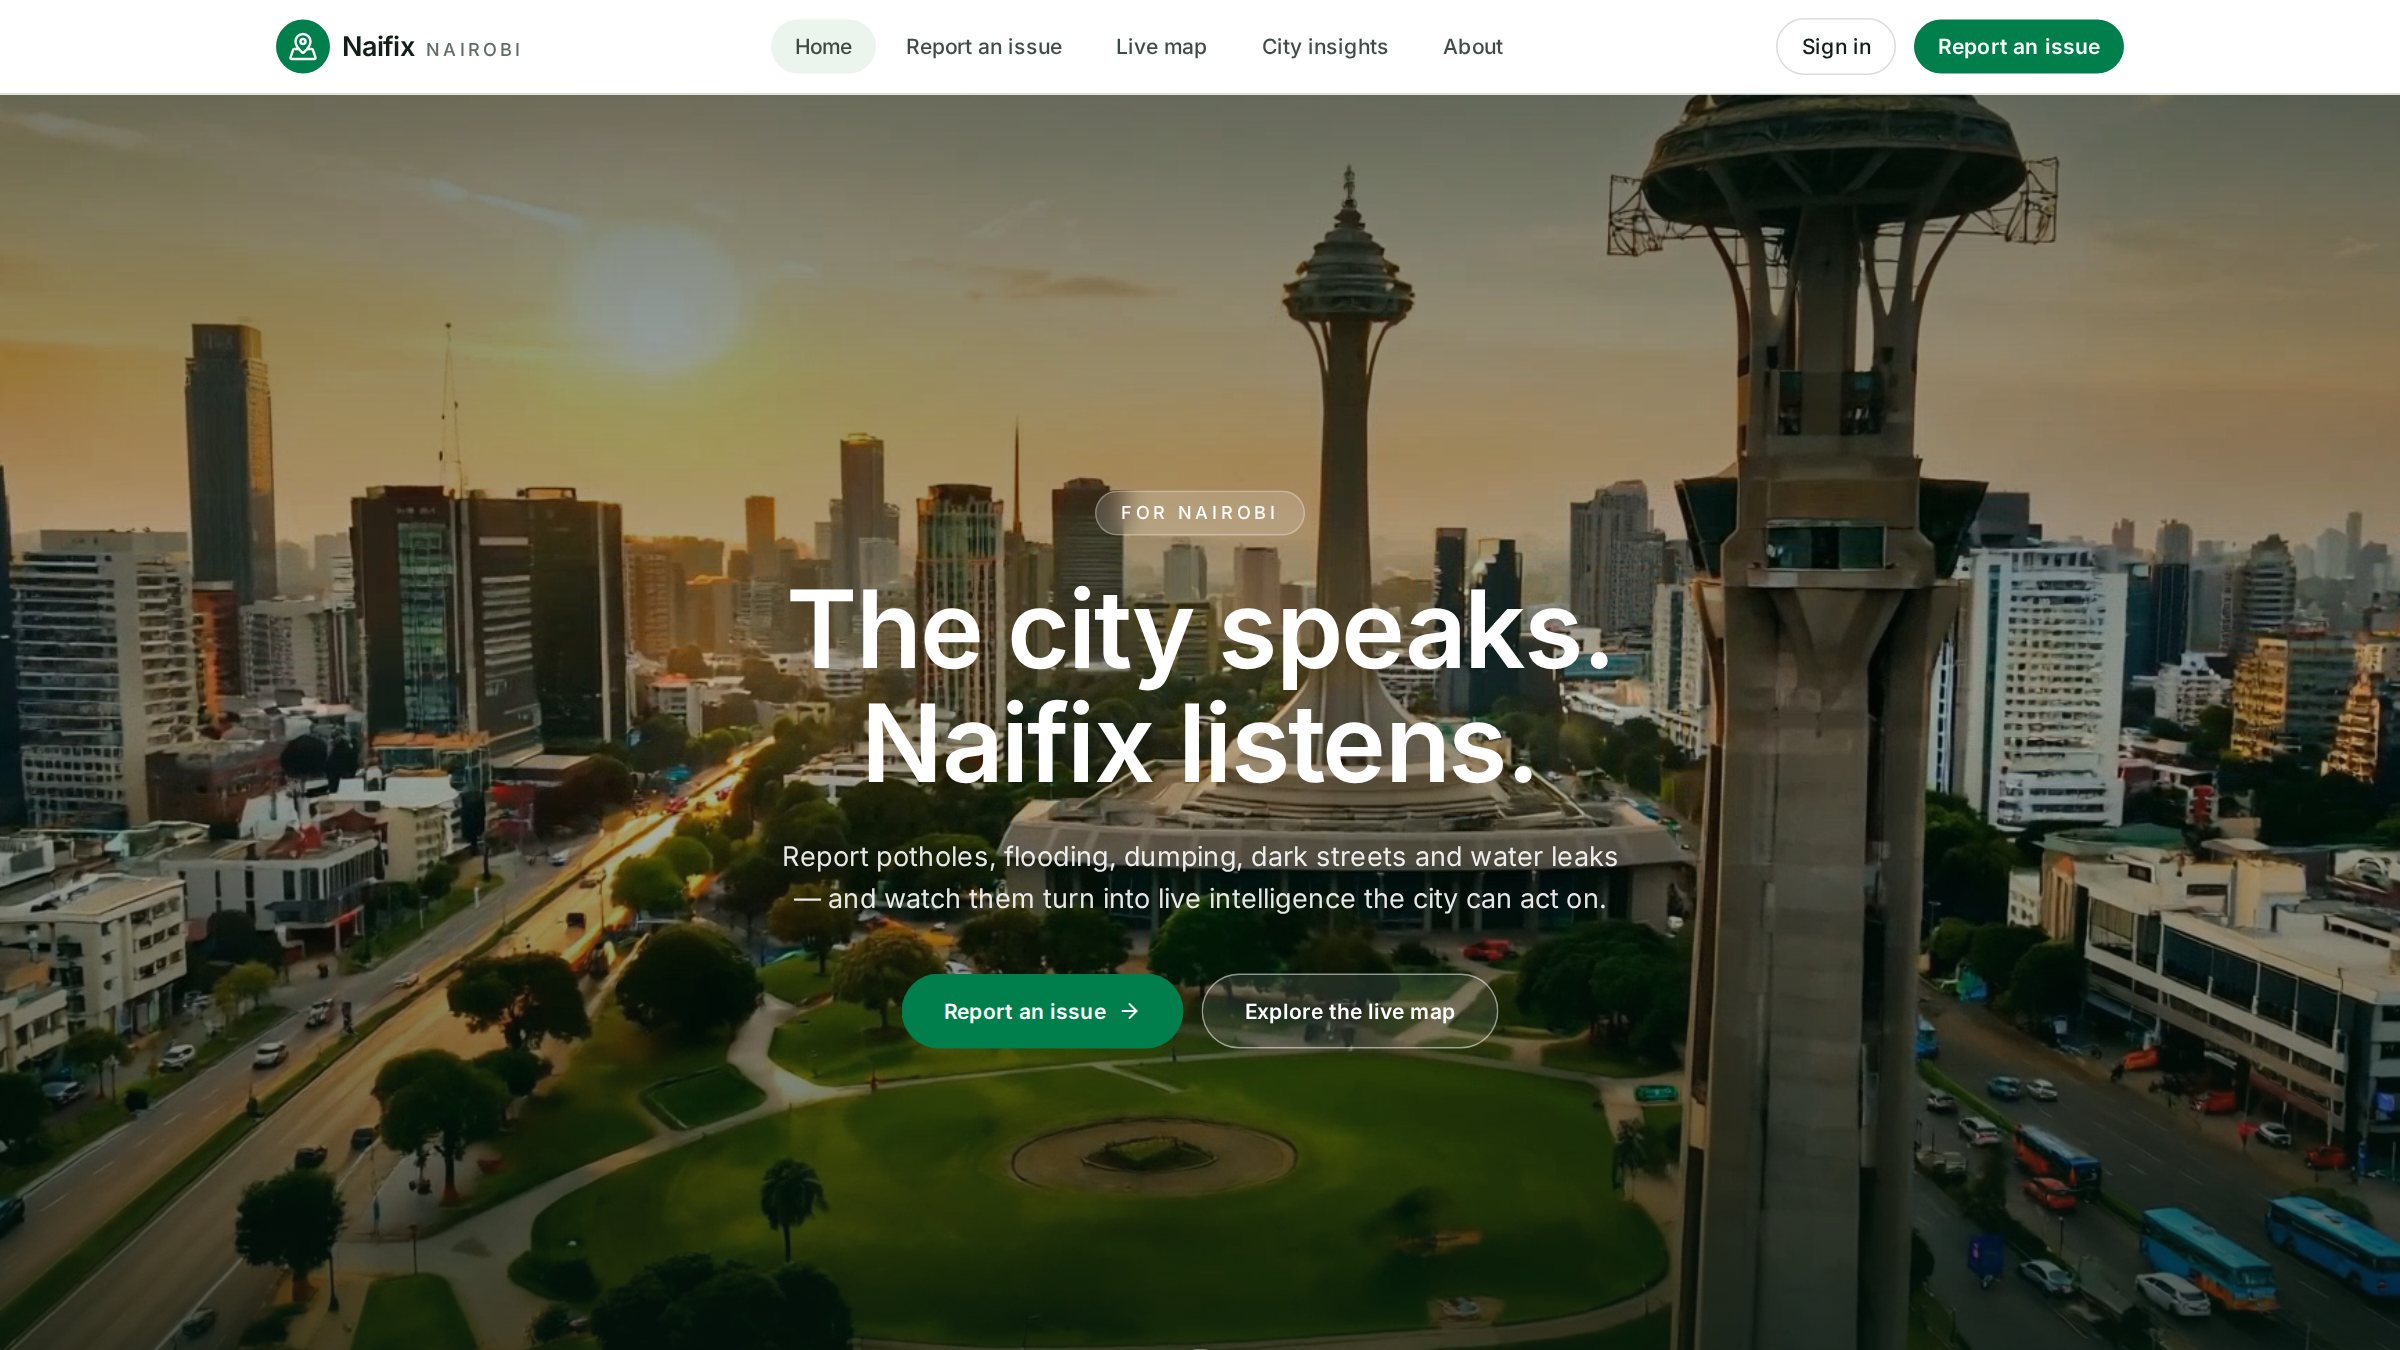 Naifix NAIROBI
Home
Report an issue
Live map
City insights
About
Sign in
Report an issue
FOR NAIROBI
The city speaks.
Naifix listens.
Report potholes, flooding, dumping, dark streets and water leaks
— and watch them turn into live intelligence the city can act on.
Report an issue →
Explore the live map